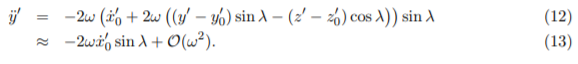 ÿ′ = −2ω (ẋ′₀ + 2ω ((y′ − y′₀) sin λ − (z′ − z′₀) cos λ)) sin λ (12)
≈ −2ωẋ′₀ sin λ + 𝒪(ω²). (13)